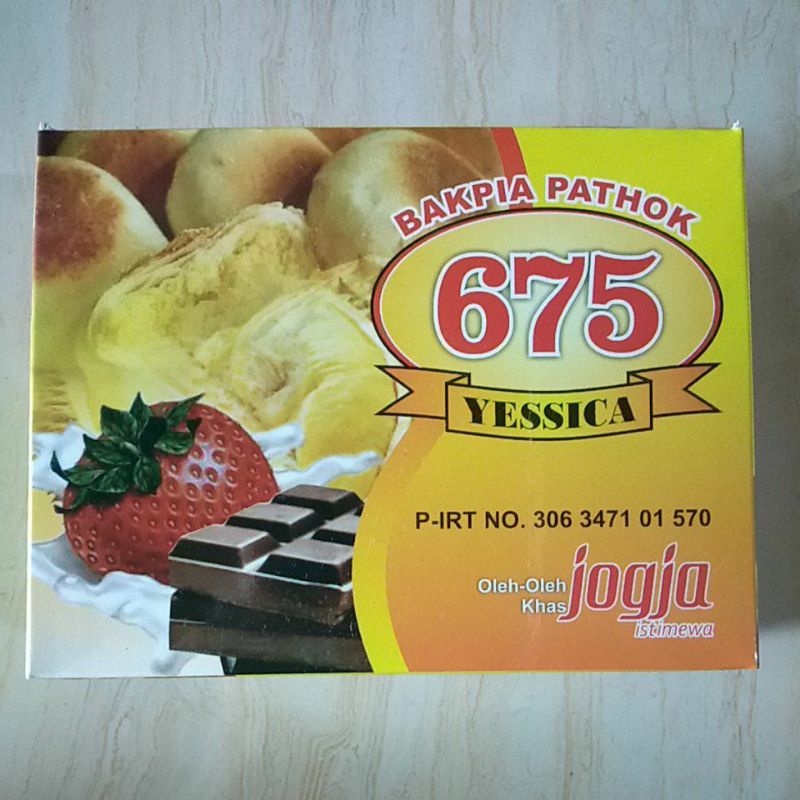 BAKPIA PATHOK
675
YESSICA
P-IRT NO. 306 3471 01 570
Oleh-Oleh
Khas jogja
istimewa